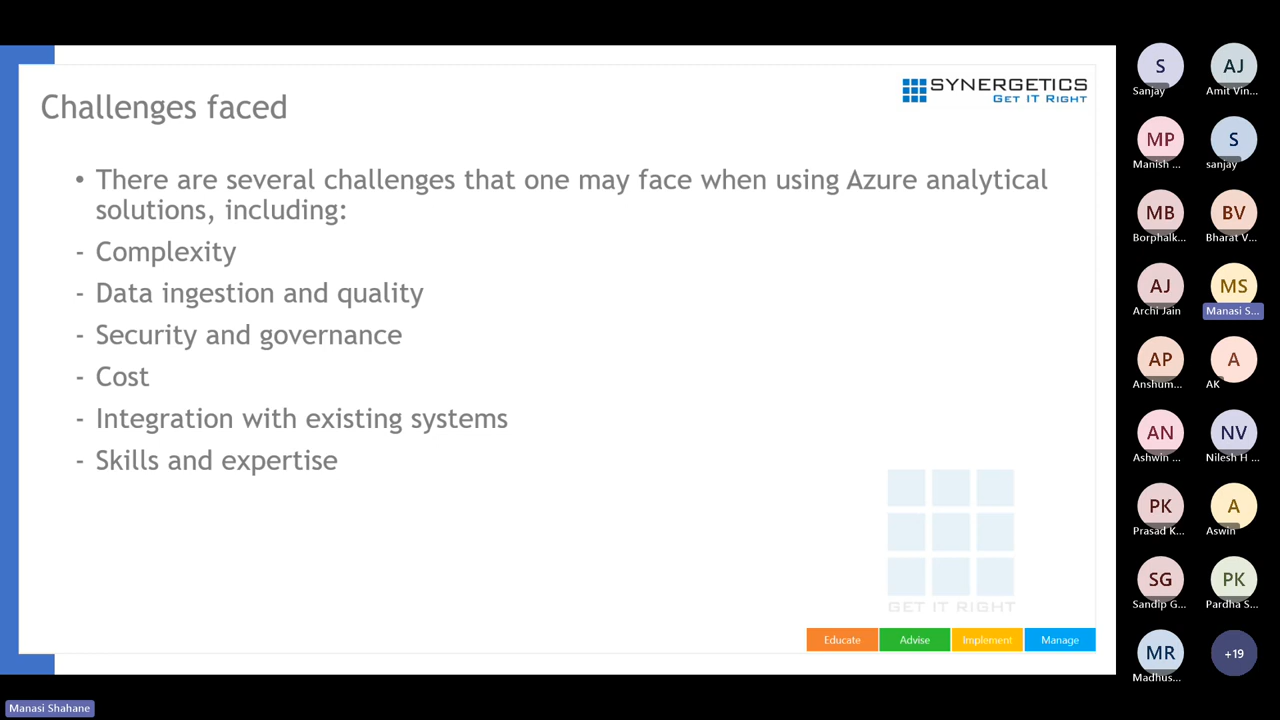 Challenges faced
SYNERGETICS
GET IT RIGHT
• There are several challenges that one may face when using Azure analytical
solutions, including:
- Complexity
- Data ingestion and quality
- Security and governance
- Cost
- Integration with existing systems
- Skills and expertise
GET IT RIGHT
Educate Advise Implement Manage
S AJ
Sanjay Amit Vin...
MP S
Manish ... sanjay
MB BV
Borphalk... Bharat V...
AJ MS
Archi Jain Manasi S...
AP A
Anshum... AK
AN NV
Ashwin ... Nilesh H ...
PK A
Prasad K... Aswin
SG PK
Sandip G... Pardha S...
MR +19
Madhus...
Manasi Shahane